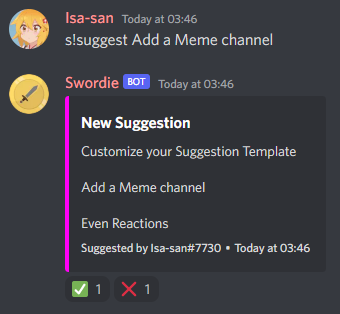 Isa-san Today at 03:46
s!suggest Add a Meme channel
Swordie BOT Today at 03:46
New Suggestion
Customize your Suggestion Template
Add a Meme channel
Even Reactions
Suggested by Isa-san#7730 • Today at 03:46
1 1